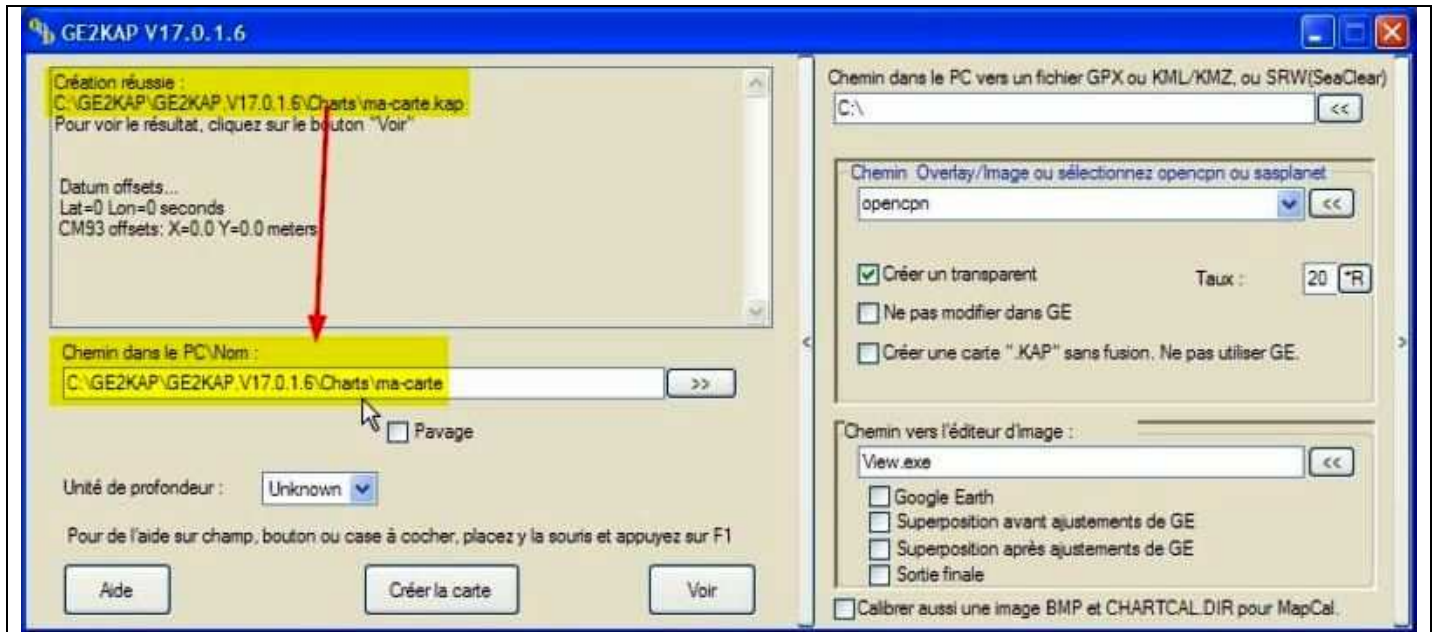 GE2KAP V17.0.1.6
Création réussie :
C:\GE2KAP\GE2KAP.V17.0.1.6\Charts\ma-carte.kap
Pour voir le résultat, cliquez sur le bouton "Voir"
Datum offsets...
Lat=0 Lon=0 seconds
CM93 offsets: X=0.0 Y=0.0 meters
Chemin dans le PC\Nom :
C:\GE2KAP\GE2KAP.V17.0.1.6\Charts\ma-carte
>>
Pavage
Unité de profondeur :
Unknown
Pour de l'aide sur champ, bouton ou case à cocher, placez y la souris et appuyez sur F1
Aide
Créer la carte
Voir
<
Chemin dans le PC vers un fichier GPX ou KML/KMZ, ou SRW(SeaClear)
C:\
<<
Chemin Overlay/Image ou sélectionnez opencpn ou sasplanet
opencpn
<<
Créer un transparent
Taux :
20
*R
Ne pas modifier dans GE
Créer une carte ".KAP" sans fusion. Ne pas utiliser GE.
Chemin vers l'éditeur d'image :
View.exe
<<
Google Earth
Superposition avant ajustements de GE
Superposition après ajustements de GE
Sortie finale
Calibrer aussi une image BMP et CHARTCAL.DIR pour MapCal.
>